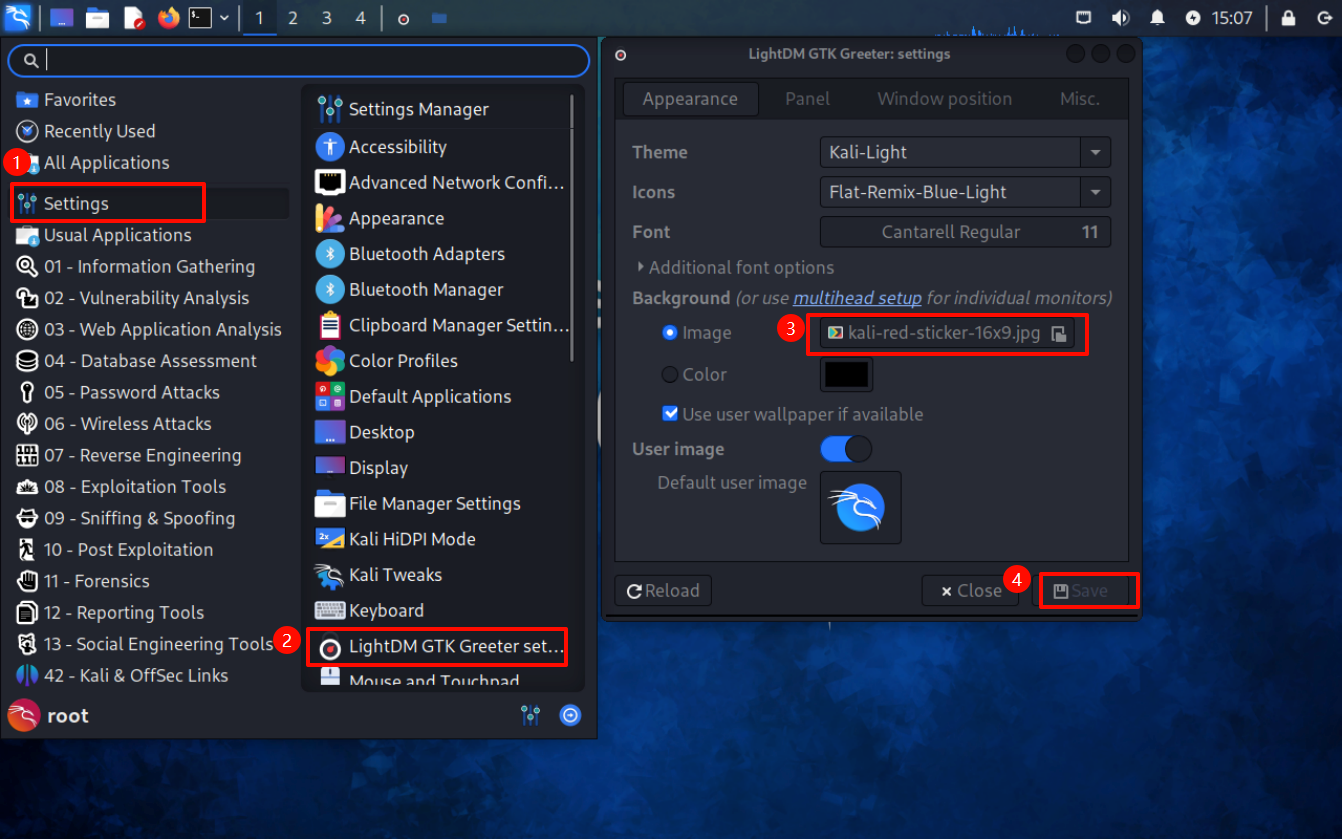 1 2 3 4
15:07
Favorites
Recently Used
1
All Applications
Settings
Usual Applications
01 - Information Gathering
02 - Vulnerability Analysis
03 - Web Application Analysis
04 - Database Assessment
05 - Password Attacks
06 - Wireless Attacks
07 - Reverse Engineering
08 - Exploitation Tools
09 - Sniffing & Spoofing
10 - Post Exploitation
11 - Forensics
12 - Reporting Tools
13 - Social Engineering Tools
42 - Kali & OffSec Links
root
Settings Manager
Accessibility
Advanced Network Confi...
Appearance
Bluetooth Adapters
Bluetooth Manager
Clipboard Manager Settin...
Color Profiles
Default Applications
Desktop
Display
File Manager Settings
2x
Kali HiDPI Mode
Kali Tweaks
Keyboard
2
LightDM GTK Greeter set...
Mouse and Touchpad
LightDM GTK Greeter: settings
Appearance Panel Window position Misc.
Theme Kali-Light
Icons Flat-Remix-Blue-Light
Font Cantarell Regular 11
Additional font options
Background (or use multihead setup for individual monitors)
Image 3 kali-red-sticker-16x9.jpg
Color
Use user wallpaper if available
User image
Default user image
Reload Close 4 Save